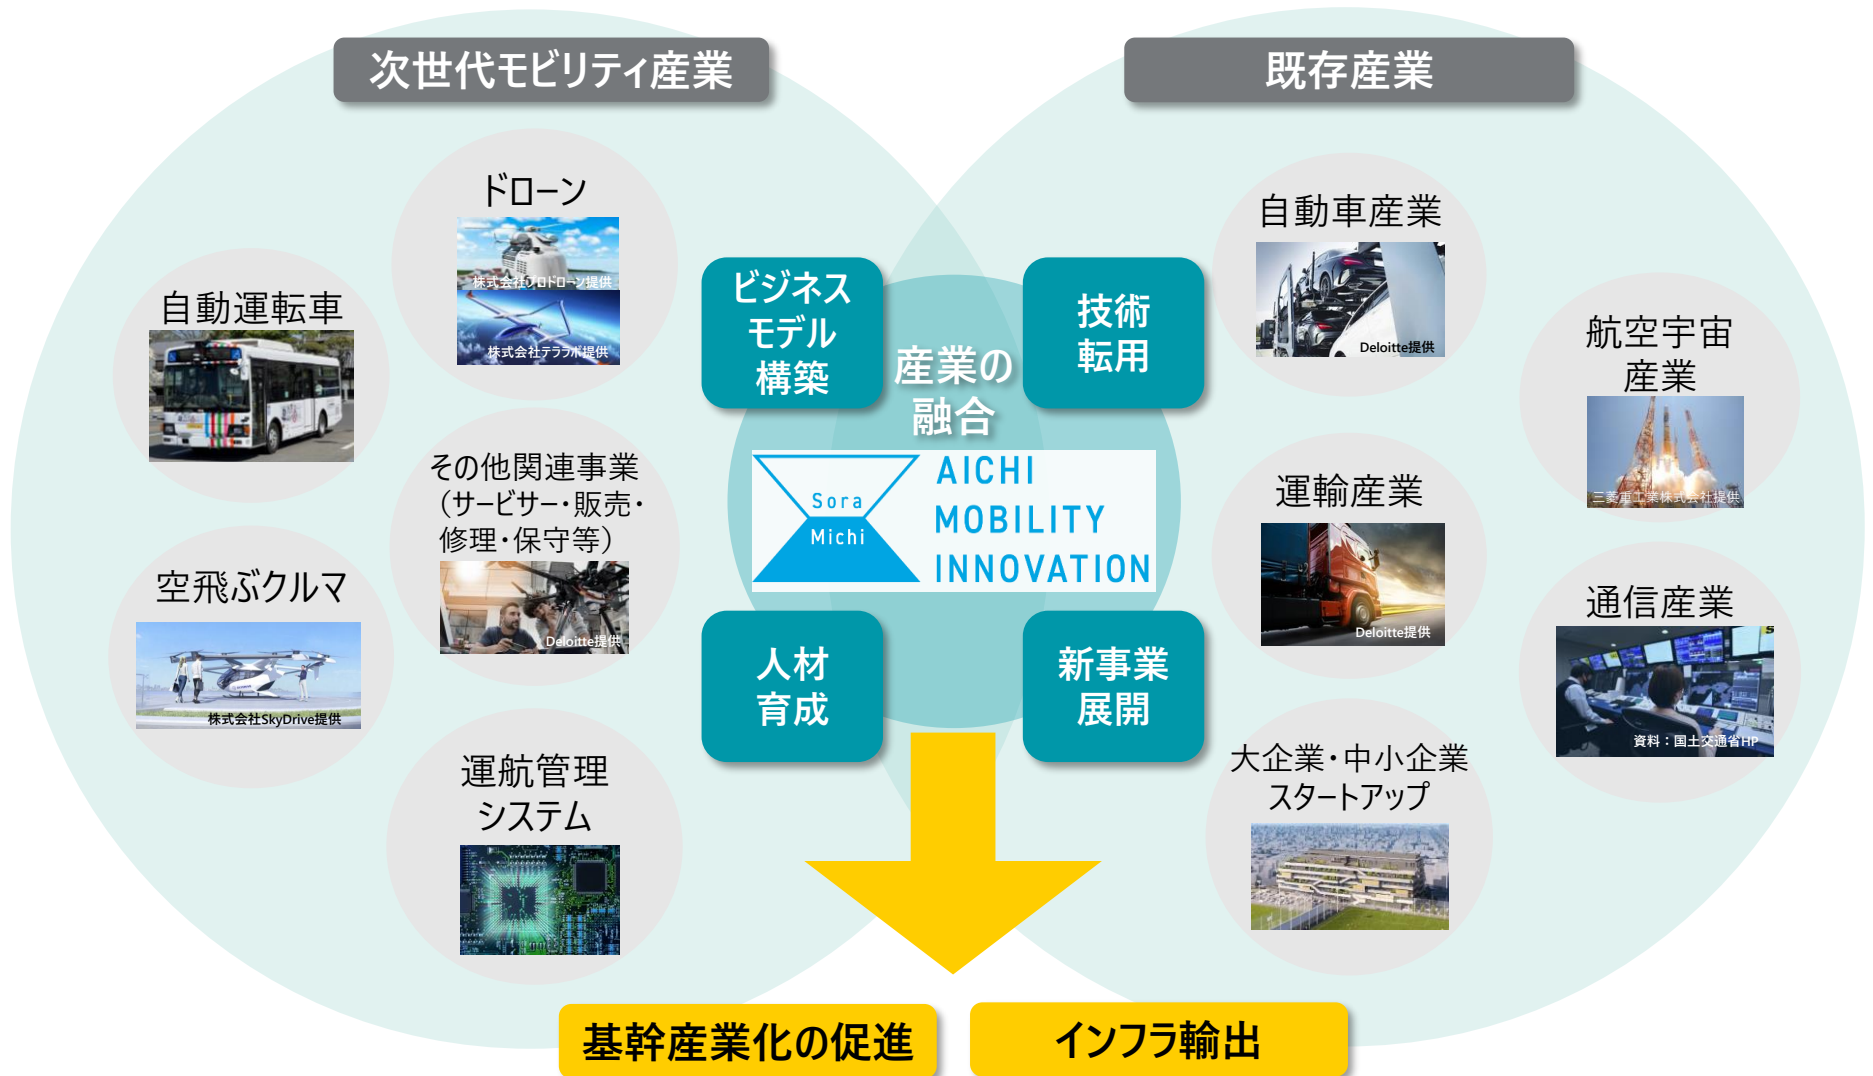 次世代モビリティ産業
既存産業
ドローン
株式会社プロドローン提供
株式会社テララボ提供
自動運転車
その他関連事業
（サービサー・販売・
修理・保守等）
Deloitte提供
空飛ぶクルマ
株式会社SkyDrive提供
運航管理
システム
ビジネス
モデル
構築
技術
転用
産業の
融合
Sora
Michi
AICHI
MOBILITY
INNOVATION
人材
育成
新事業
展開
自動車産業
Deloitte提供
航空宇宙
産業
三菱重工業株式会社提供
運輸産業
Deloitte提供
通信産業
資料：国土交通省HP
大企業・中小企業
スタートアップ
基幹産業化の促進
インフラ輸出